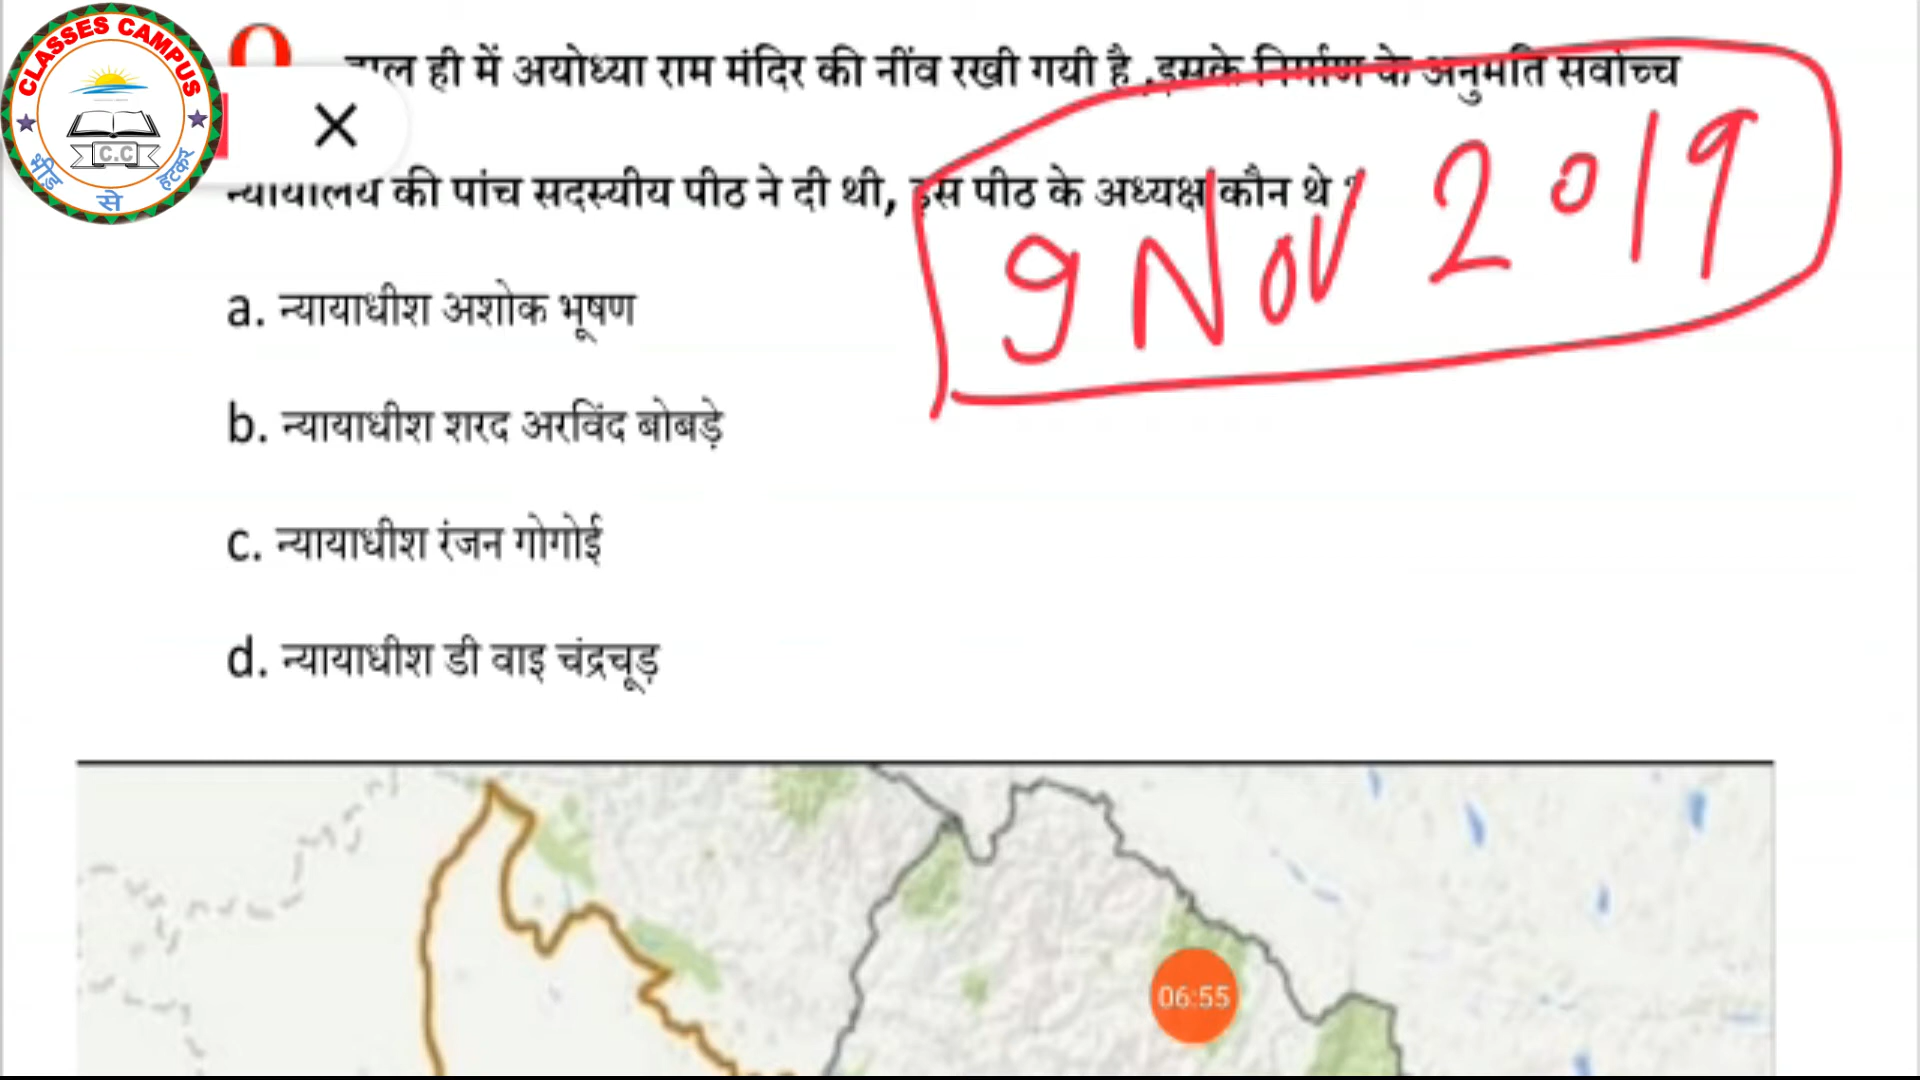 CLASSES CAMPUS
C.C
भीड़ से हटकर
हाल ही में अयोध्या राम मंदिर की नींव रखी गयी है ,इसके निर्माण के अनुमति सर्वोच्च
न्यायालय की पांच सदस्यीय पीठ ने दी थी, इस पीठ के अध्यक्ष कौन थे ?
9 Nov 2019
a. न्यायाधीश अशोक भूषण
b. न्यायाधीश शरद अरविंद बोबड़े
c. न्यायाधीश रंजन गोगोई
d. न्यायाधीश डी वाइ चंद्रचूड़
06:55